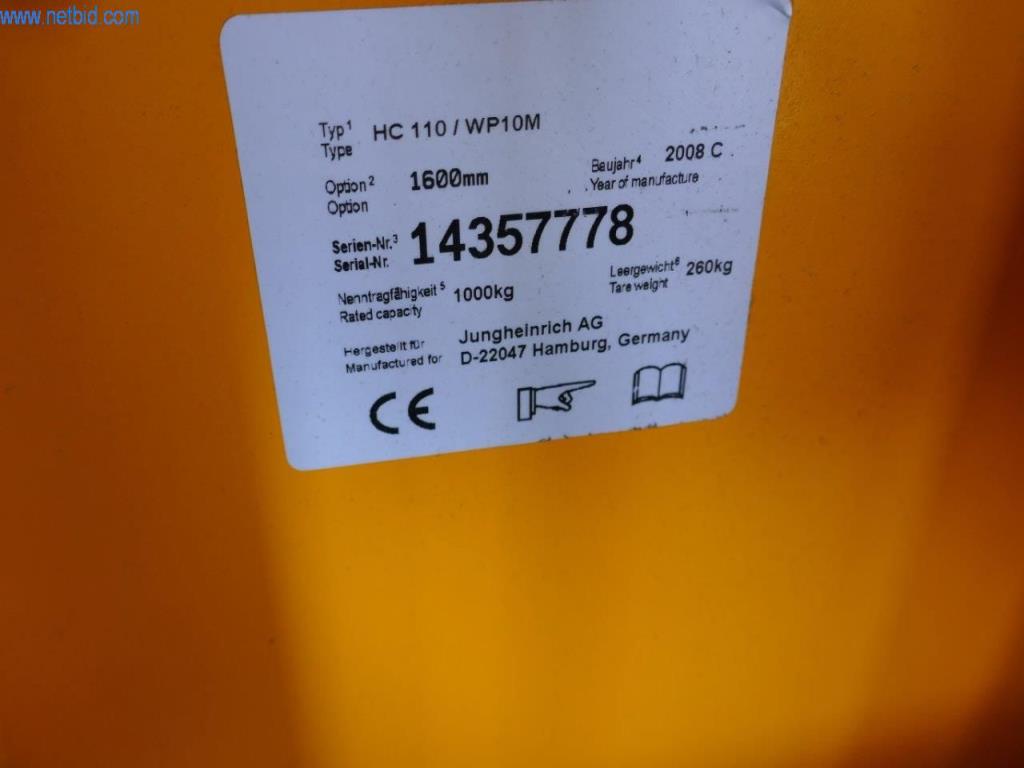 www.netbid.com
Typ¹ HC 110 / WP10M
Type
Option² 1600mm Baujahr⁴ 2008 C
Option Year of manufacture
Serien-Nr.³ 14357778
Serial-Nr.
Nenntragfähigkeit⁵ 1000kg Leergewicht⁶ 260kg
Rated capacity Tare weight
Hergestellt für Jungheinrich AG
Manufactured for D-22047 Hamburg, Germany
CE